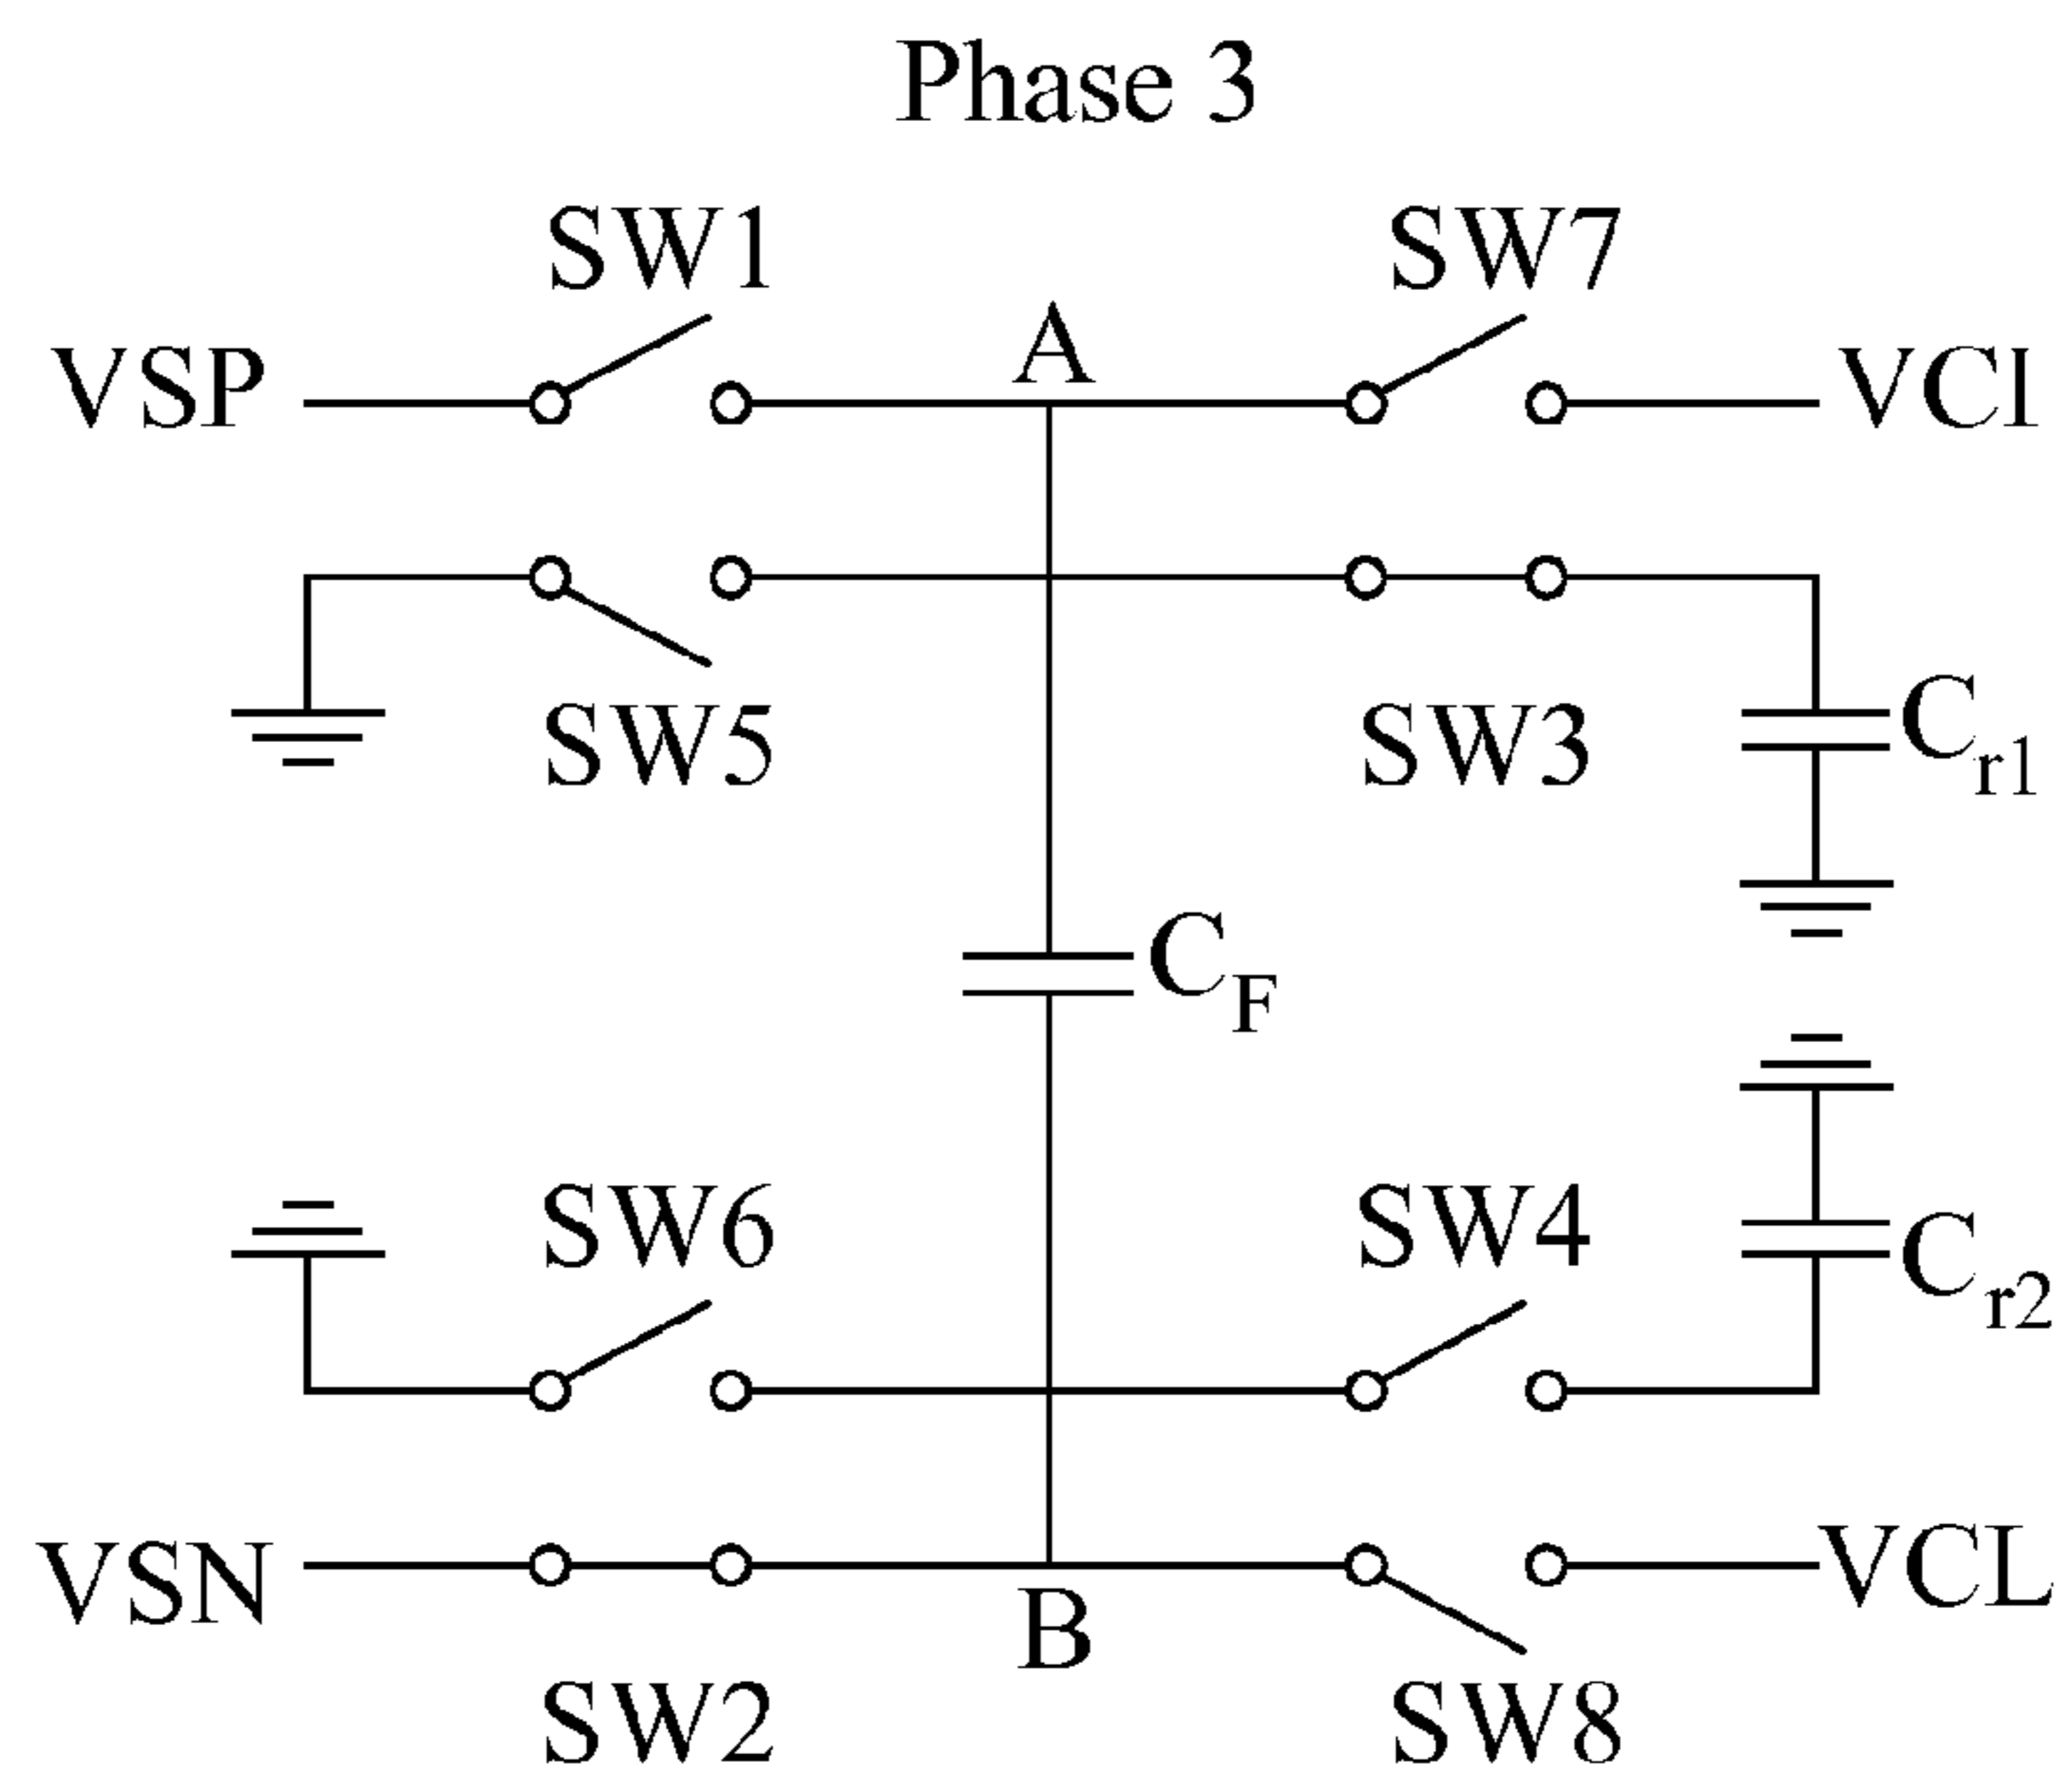 Phase 3
SW1
SW7
VSP
A
VCI
SW5
SW3
Cr1
CF
SW6
SW4
Cr2
VSN
B
VCL
SW2
SW8